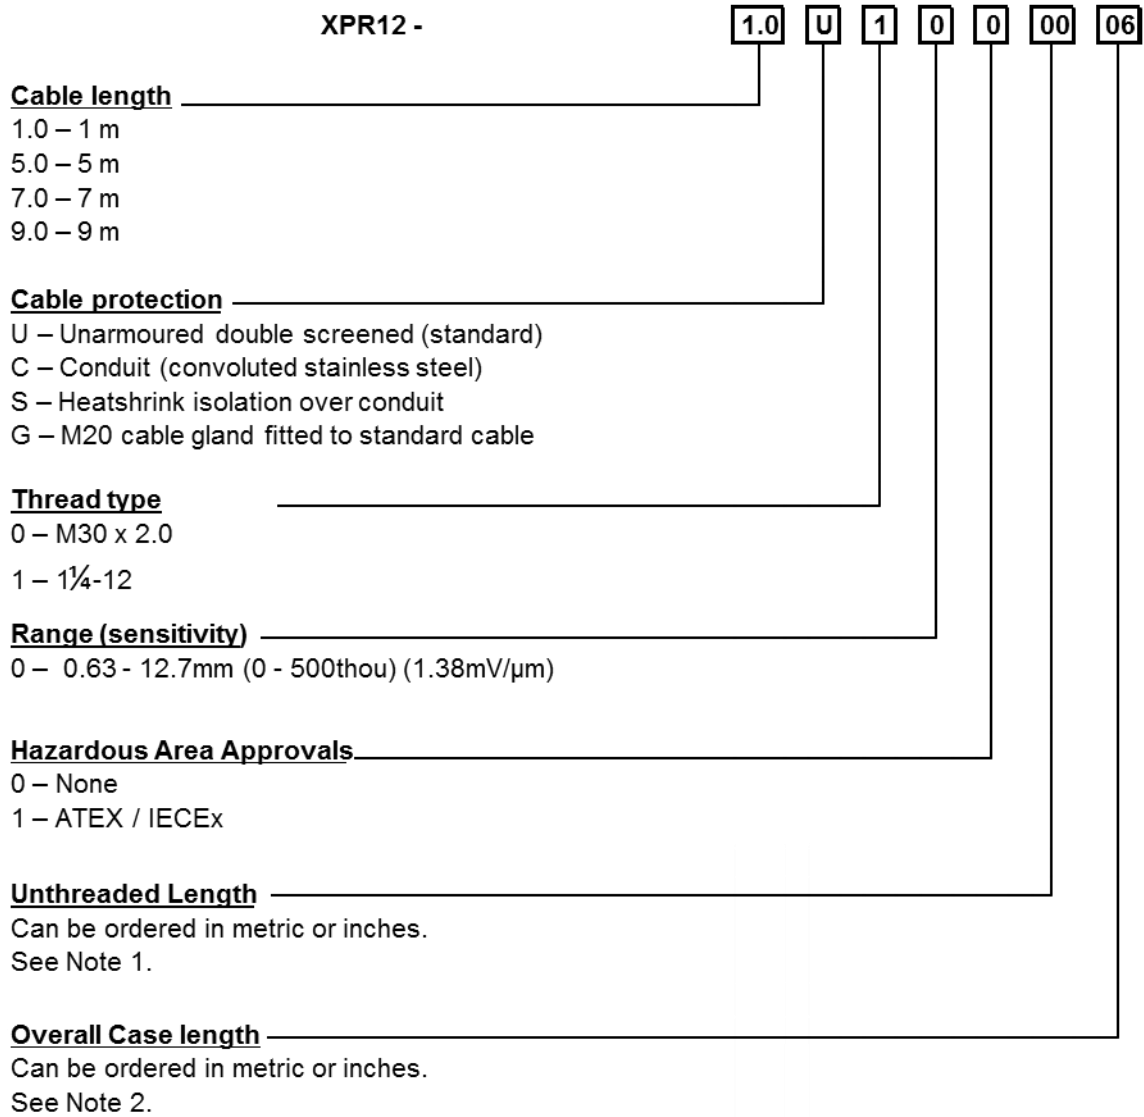 XPR12 - 1.0 U 1 0 0 00 06
Cable length
1.0 – 1 m
5.0 – 5 m
7.0 – 7 m
9.0 – 9 m
Cable protection
U – Unarmoured double screened (standard)
C – Conduit (convoluted stainless steel)
S – Heatshrink isolation over conduit
G – M20 cable gland fitted to standard cable
Thread type
0 – M30 x 2.0
1 – 1¼-12
Range (sensitivity)
0 – 0.63 - 12.7mm (0 - 500thou) (1.38mV/µm)
Hazardous Area Approvals
0 – None
1 – ATEX / IECEx
Unthreaded Length
Can be ordered in metric or inches.
See Note 1.
Overall Case length
Can be ordered in metric or inches.
See Note 2.